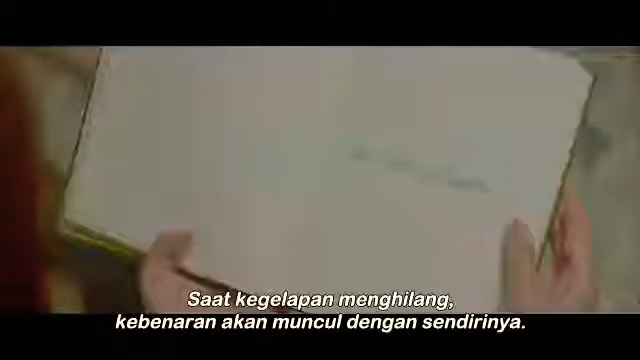 Saat kegelapan menghilang,
kebenaran akan muncul dengan sendirinya.